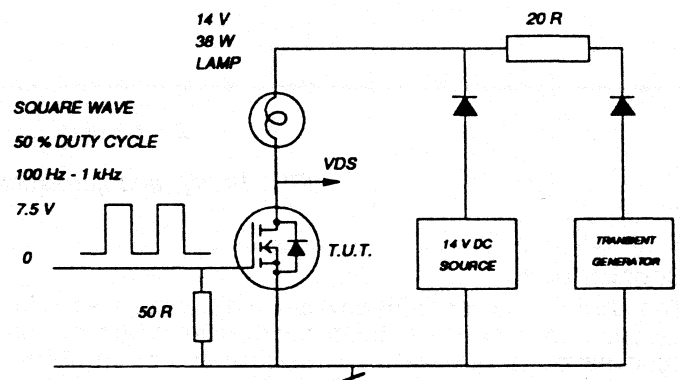 14 V
38 W
LAMP
20 R
SQUARE WAVE
50 % DUTY CYCLE
100 Hz - 1 kHz
7.5 V
0
VDS
T.U.T.
14 V DC
SOURCE
TRANSIENT
GENERATOR
50 R